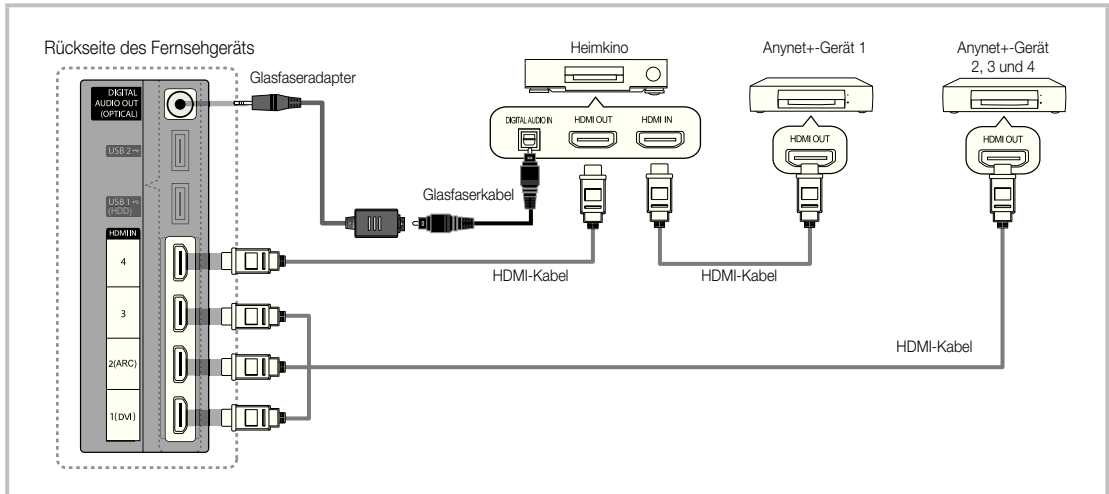 Rückseite des Fernsehgeräts
DIGITAL
AUDIO OUT
(OPTICAL)
USB 2
USB 1
(HDD)
HDMI IN
4
3
2(ARC)
1(DVI)
Glasfaseradapter
Glasfaserkabel
Heimkino
DIGITAL AUDIO IN
HDMI OUT
HDMI IN
Anynet+-Gerät 1
HDMI OUT
Anynet+-Gerät
2, 3 und 4
HDMI OUT
HDMI-Kabel
HDMI-Kabel
HDMI-Kabel